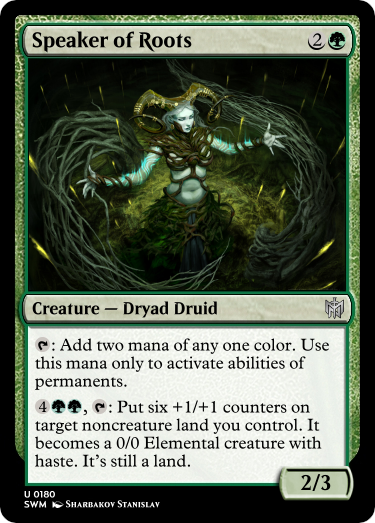 Speaker of Roots 2
Creature — Dryad Druid
: Add two mana of any one color. Use
this mana only to activate abilities of
permanents.
4, : Put six +1/+1 counters on
target noncreature land you control. It
becomes a 0/0 Elemental creature with
haste. It's still a land.
2/3
U 0180
SWM Sharbakov Stanislav